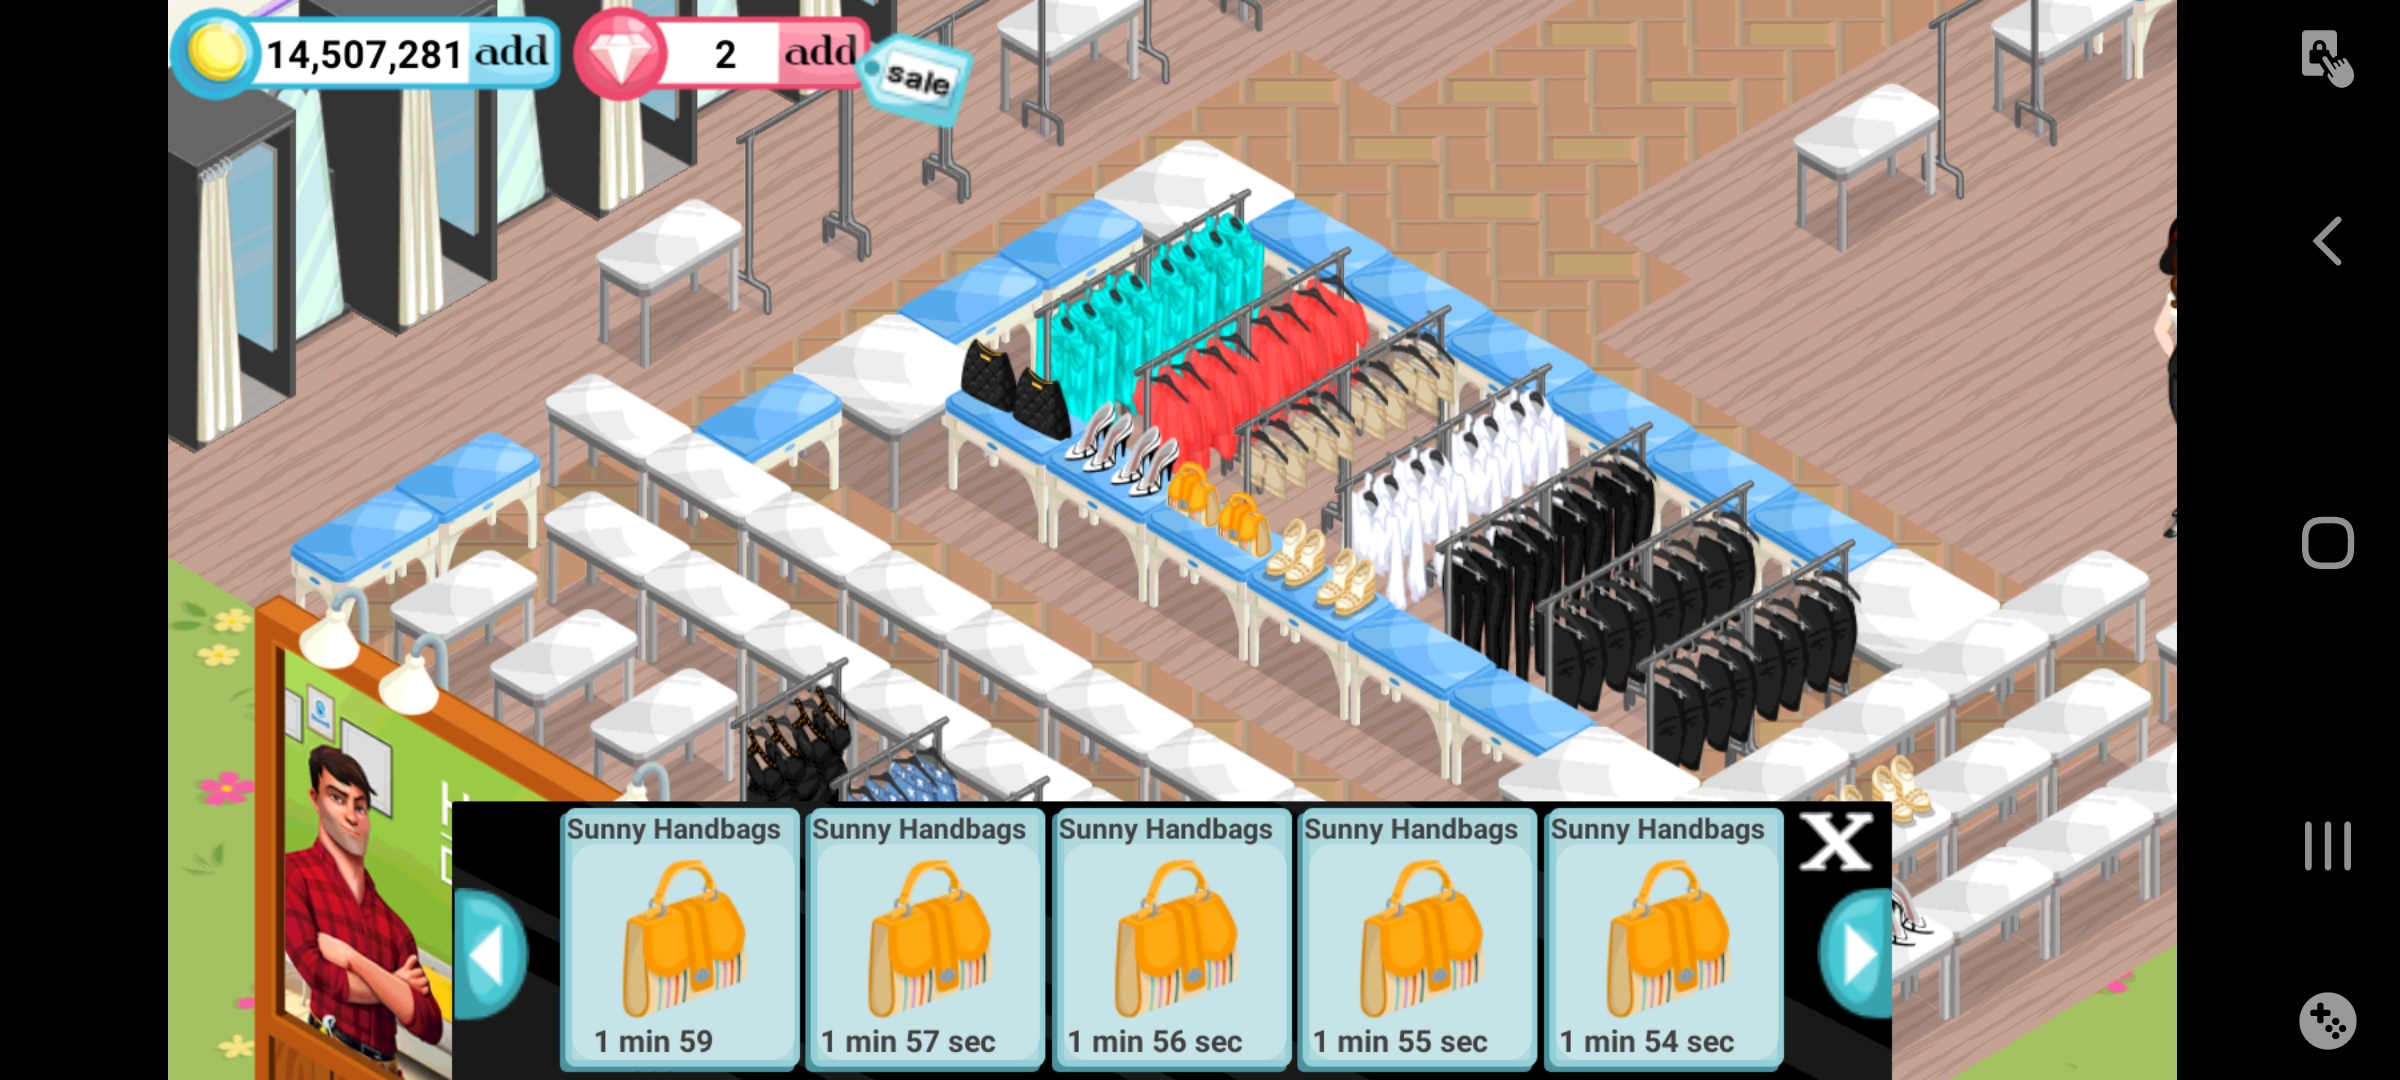 14,507,281 add
2 add
sale
Sunny Handbags
Sunny Handbags
Sunny Handbags
Sunny Handbags
Sunny Handbags
1 min 59
1 min 57 sec
1 min 56 sec
1 min 55 sec
1 min 54 sec
X